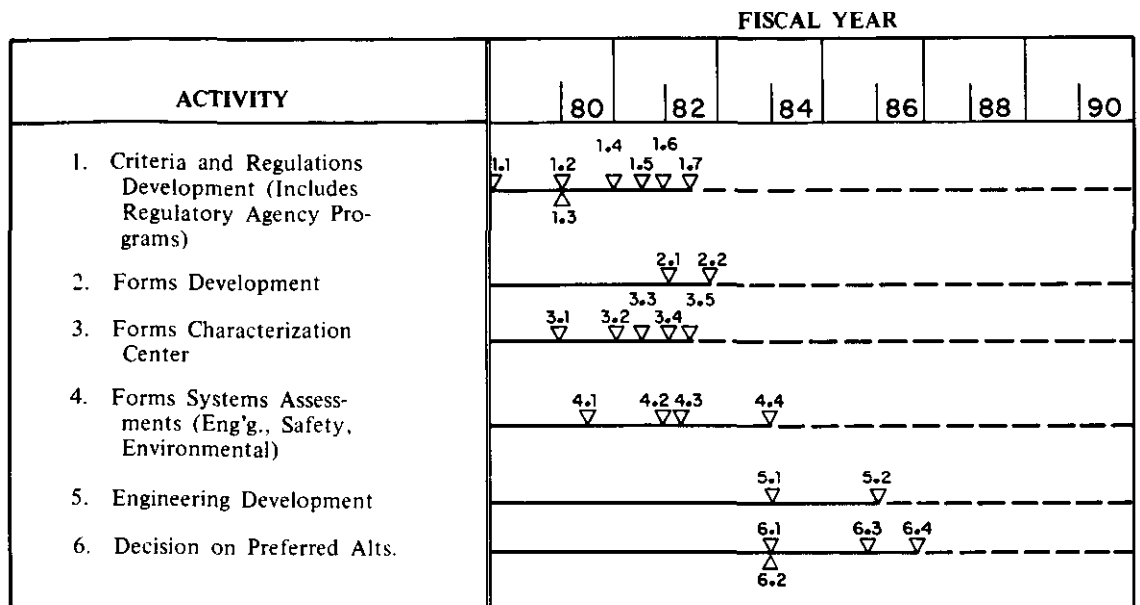 FISCAL YEAR
ACTIVITY
80 82 84 86 88 90
1. Criteria and Regulations
Development (Includes
Regulatory Agency Pro-
grams)
1.4 1.6
1.1 1.2 1.5 1.7
1.3
2. Forms Development
2.1 2.2
3. Forms Characterization
Center
3.3 3.5
3.1 3.2 3.4
4. Forms Systems Assess-
ments (Eng'g., Safety,
Environmental)
4.1 4.2 4.3 4.4
5. Engineering Development
5.1 5.2
6. Decision on Preferred Alts.
6.1 6.3 6.4
6.2